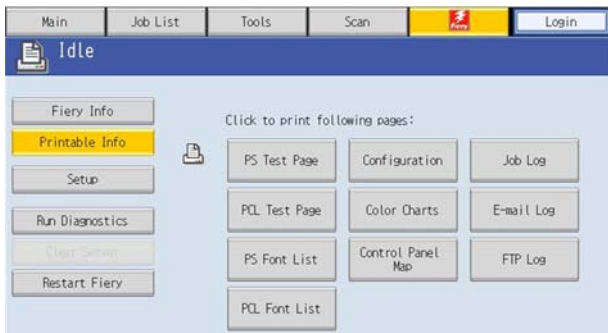 Main
Job List
Tools
Scan
Fiery
Login
Idle
Fiery Info
Printable Info
Setup
Run Diagnostics
Clear Server
Restart Fiery
Click to print following pages:
PS Test Page
Configuration
Job Log
PCL Test Page
Color Charts
E-mail Log
PS Font List
Control Panel
Map
FTP Log
PCL Font List